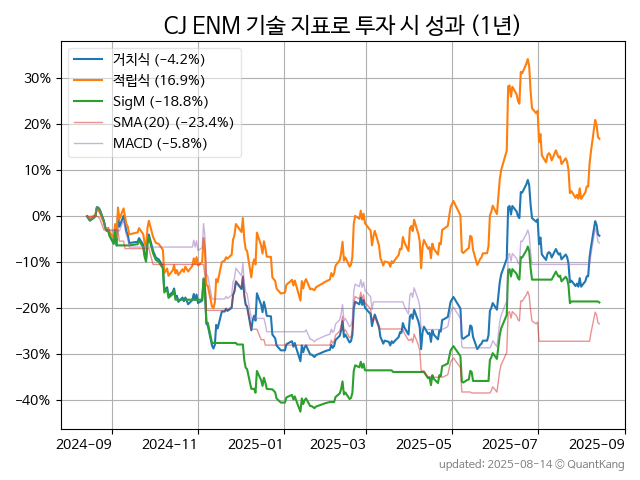 CJ ENM 기술 지표로 투자 시 성과 (1년)
거치식 (−4.2%)
적립식 (16.9%)
SigM (−18.8%)
SMA(20) (−23.4%)
MACD (−5.8%)
30%
20%
10%
0%
−10%
−20%
−30%
−40%
2024-09 2024-11 2025-01 2025-03 2025-05 2025-07 2025-09
updated: 2025-08-14 © QuantKang